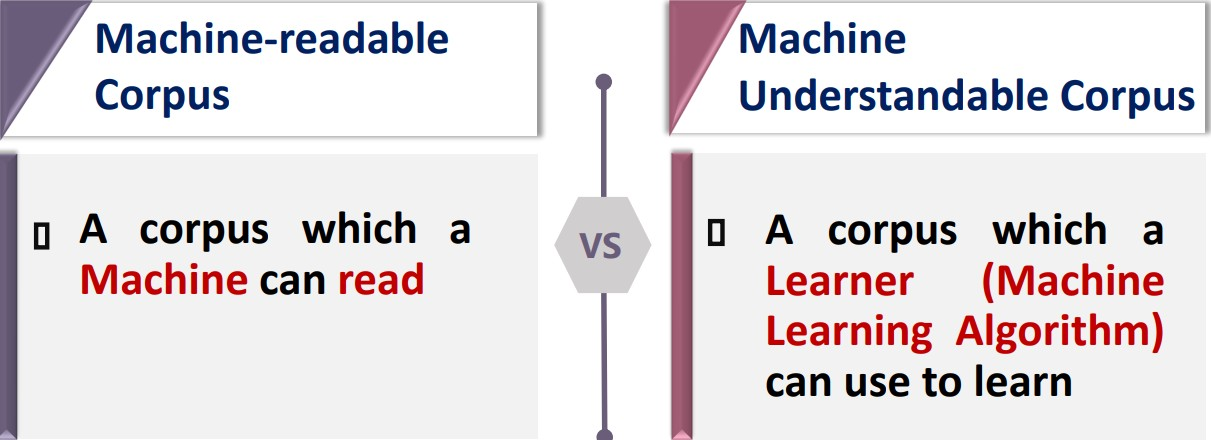 Machine-readable
Corpus
A corpus which a
Machine can read
VS
Machine
Understandable Corpus
A corpus which a
Learner (Machine
Learning Algorithm)
can use to learn